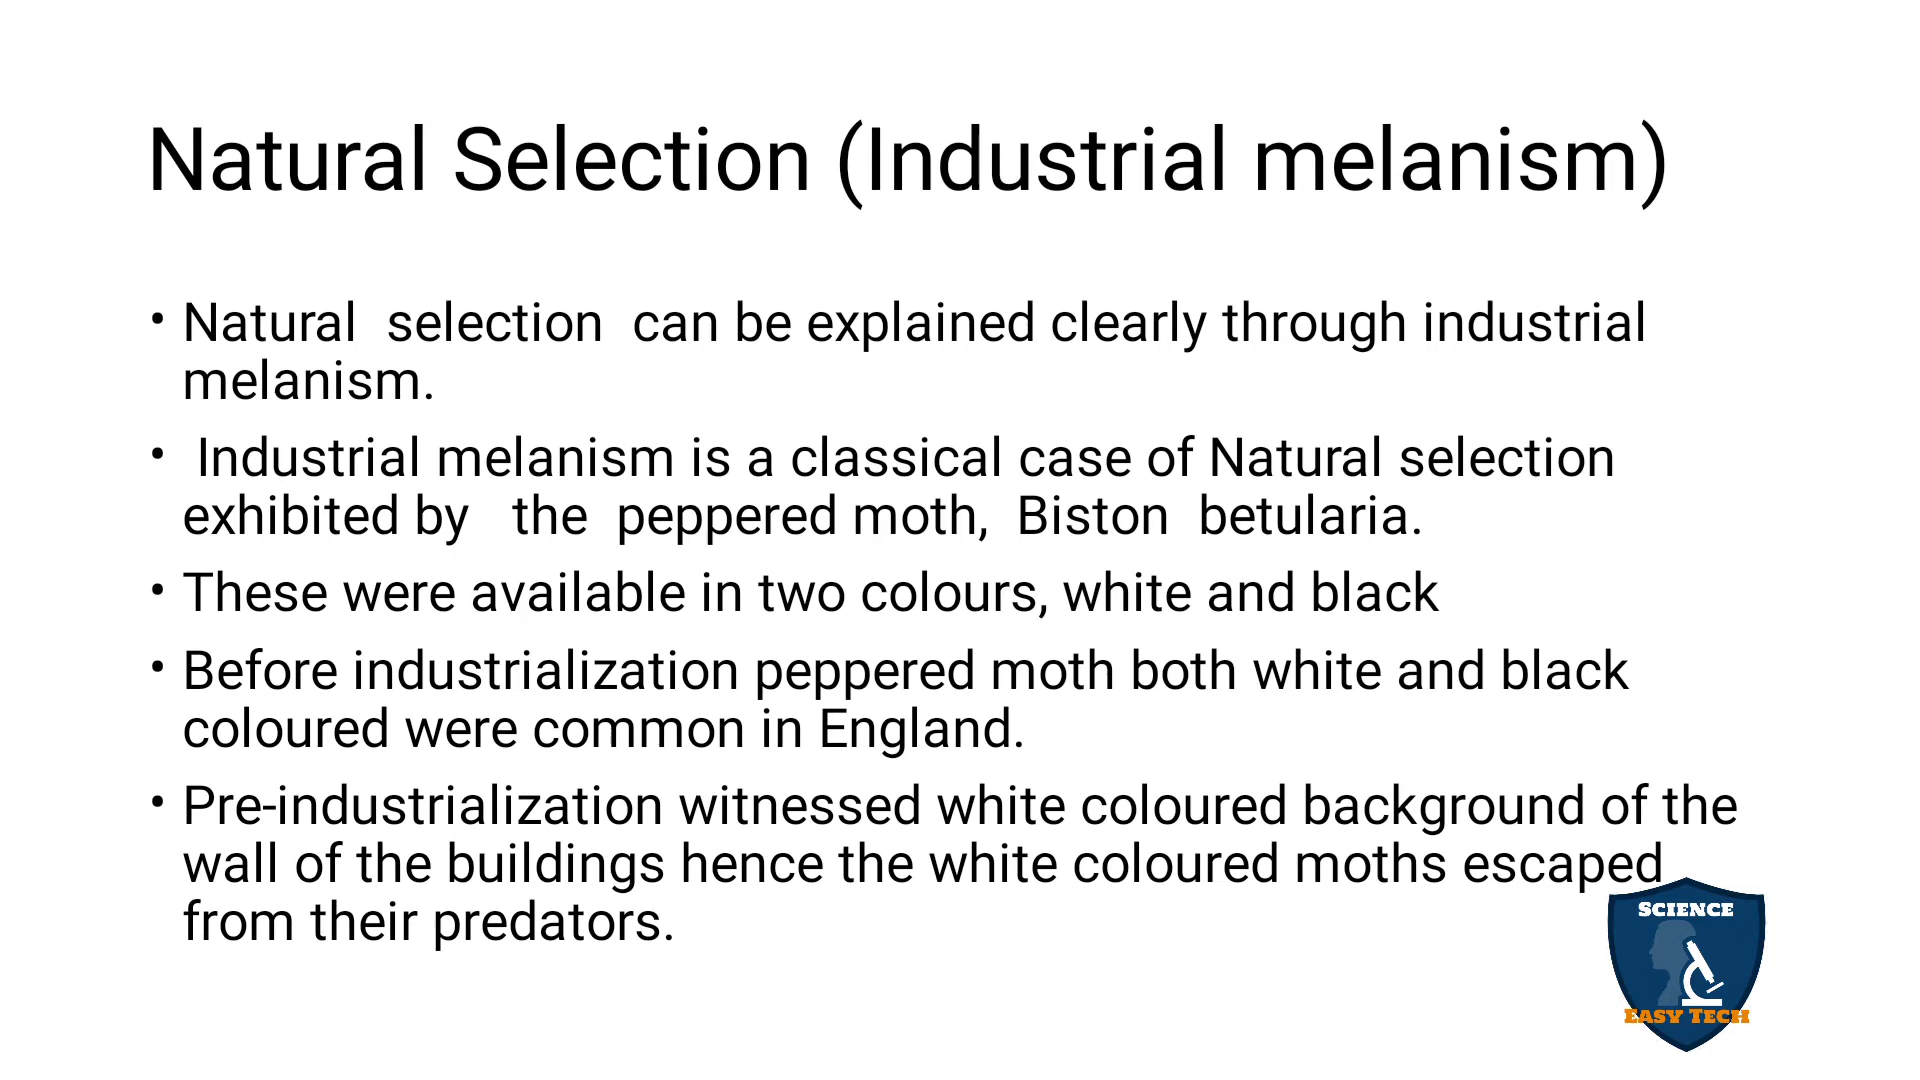 Natural Selection (Industrial melanism)
• Natural selection can be explained clearly through industrial
melanism.
• Industrial melanism is a classical case of Natural selection
exhibited by the peppered moth, Biston betularia.
• These were available in two colours, white and black
• Before industrialization peppered moth both white and black
coloured were common in England.
• Pre-industrialization witnessed white coloured background of the
wall of the buildings hence the white coloured moths escaped
from their predators.
SCIENCE
EASY TECH